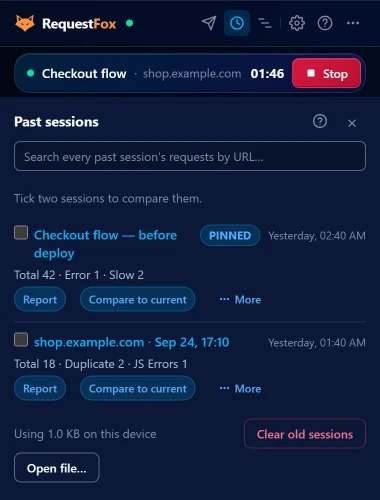 RequestFox
Checkout flow · shop.example.com 01:46 Stop
Past sessions
Search every past session's requests by URL...
Tick two sessions to compare them.
Checkout flow — before deploy PINNED Yesterday, 02:40 AM
Total 42 · Error 1 · Slow 2
Report Compare to current ··· More
shop.example.com · Sep 24, 17:10 Yesterday, 01:40 AM
Total 18 · Duplicate 2 · JS Errors 1
Report Compare to current ··· More
Using 1.0 KB on this device Clear old sessions
Open file...